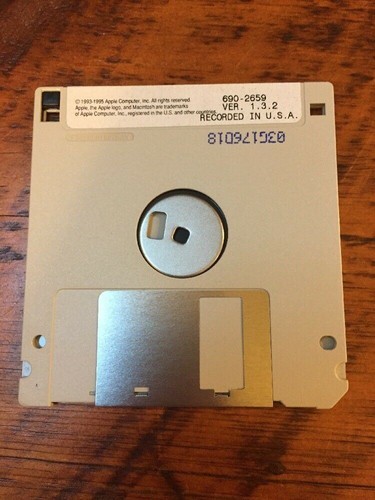 © 1993-1995 Apple Computer, Inc. All rights reserved.
Apple, the Apple logo, and Macintosh are trademarks
of Apple Computer, Inc., registered in the U.S. and other countries.
690-2659
VER. 1.3.2
RECORDED IN U.S.A.
03G176D18